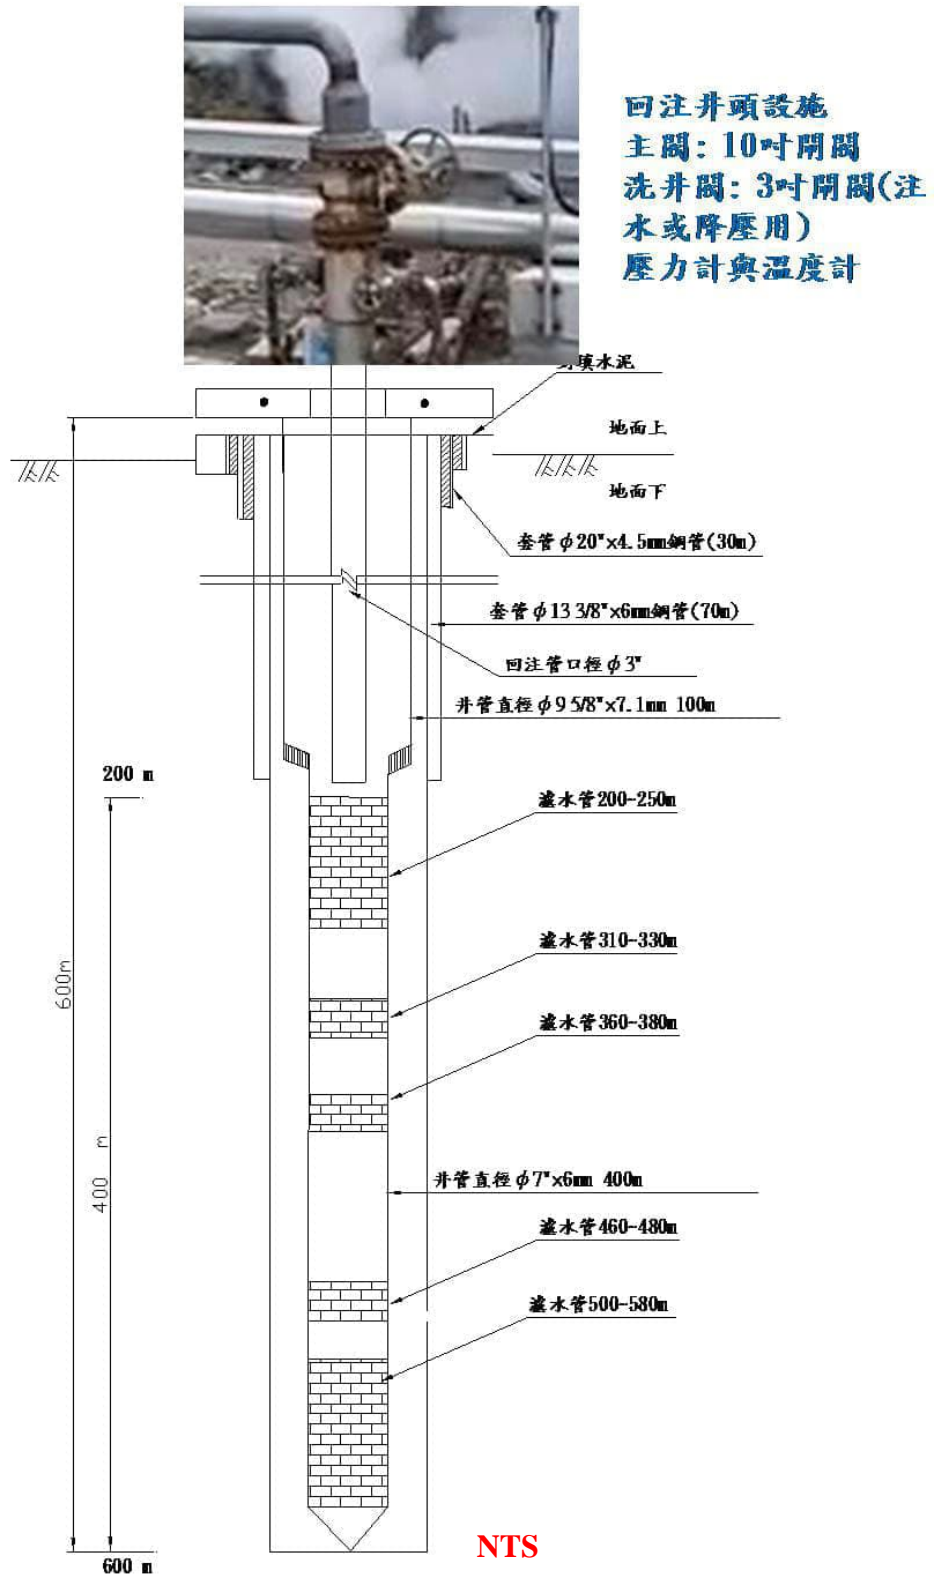 回注井頭設施
主閥: 10吋閘閥
洗井閥: 3吋閘閥(注
水或降壓用)
壓力計與溫度計
填水泥
地面上
地面下
套管φ20"×4.5mm鋼管(30m)
套管φ13 3/8"×6mm鋼管(70m)
回注管口徑φ3"
井管直徑φ9 5/8"×7.1mm 100m
200 m
濾水管200-250m
濾水管310-330m
600m
濾水管360-380m
400 m
井管直徑φ7"×6mm 400m
濾水管460-480m
濾水管500-580m
NTS
600 m